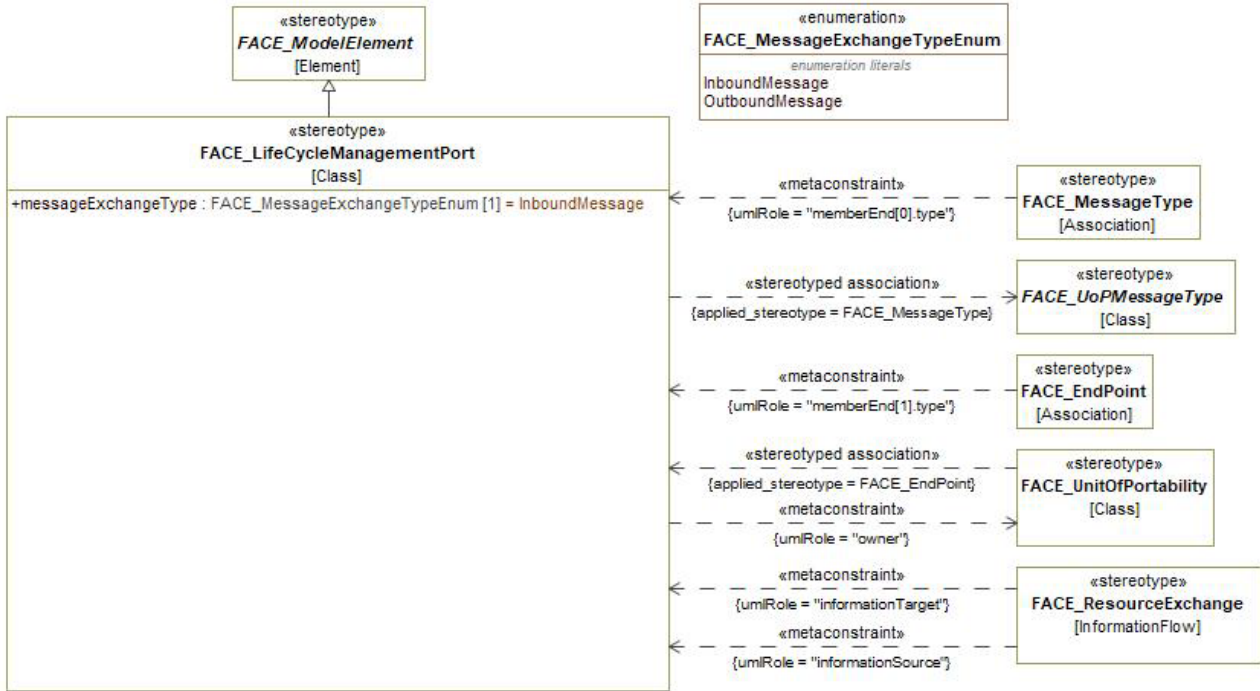 «stereotype»
FACE_ModelElement
[Element]
«enumeration»
FACE_MessageExchangeTypeEnum
enumeration literals
InboundMessage
OutboundMessage
«stereotype»
FACE_LifeCycleManagementPort
[Class]
+messageExchangeType : FACE_MessageExchangeTypeEnum [1] = InboundMessage
«metaconstraint»
{umlRole = "memberEnd[0].type"}
«stereotype»
FACE_MessageType
[Association]
«stereotyped association»
{applied_stereotype = FACE_MessageType}
«stereotype»
FACE_UoPMessageType
[Class]
«metaconstraint»
{umlRole = "memberEnd[1].type"}
«stereotype»
FACE_EndPoint
[Association]
«stereotyped association»
{applied_stereotype = FACE_EndPoint}
«metaconstraint»
{umlRole = "owner"}
«stereotype»
FACE_UnitOfPortability
[Class]
«metaconstraint»
{umlRole = "informationTarget"}
«metaconstraint»
{umlRole = "informationSource"}
«stereotype»
FACE_ResourceExchange
[InformationFlow]